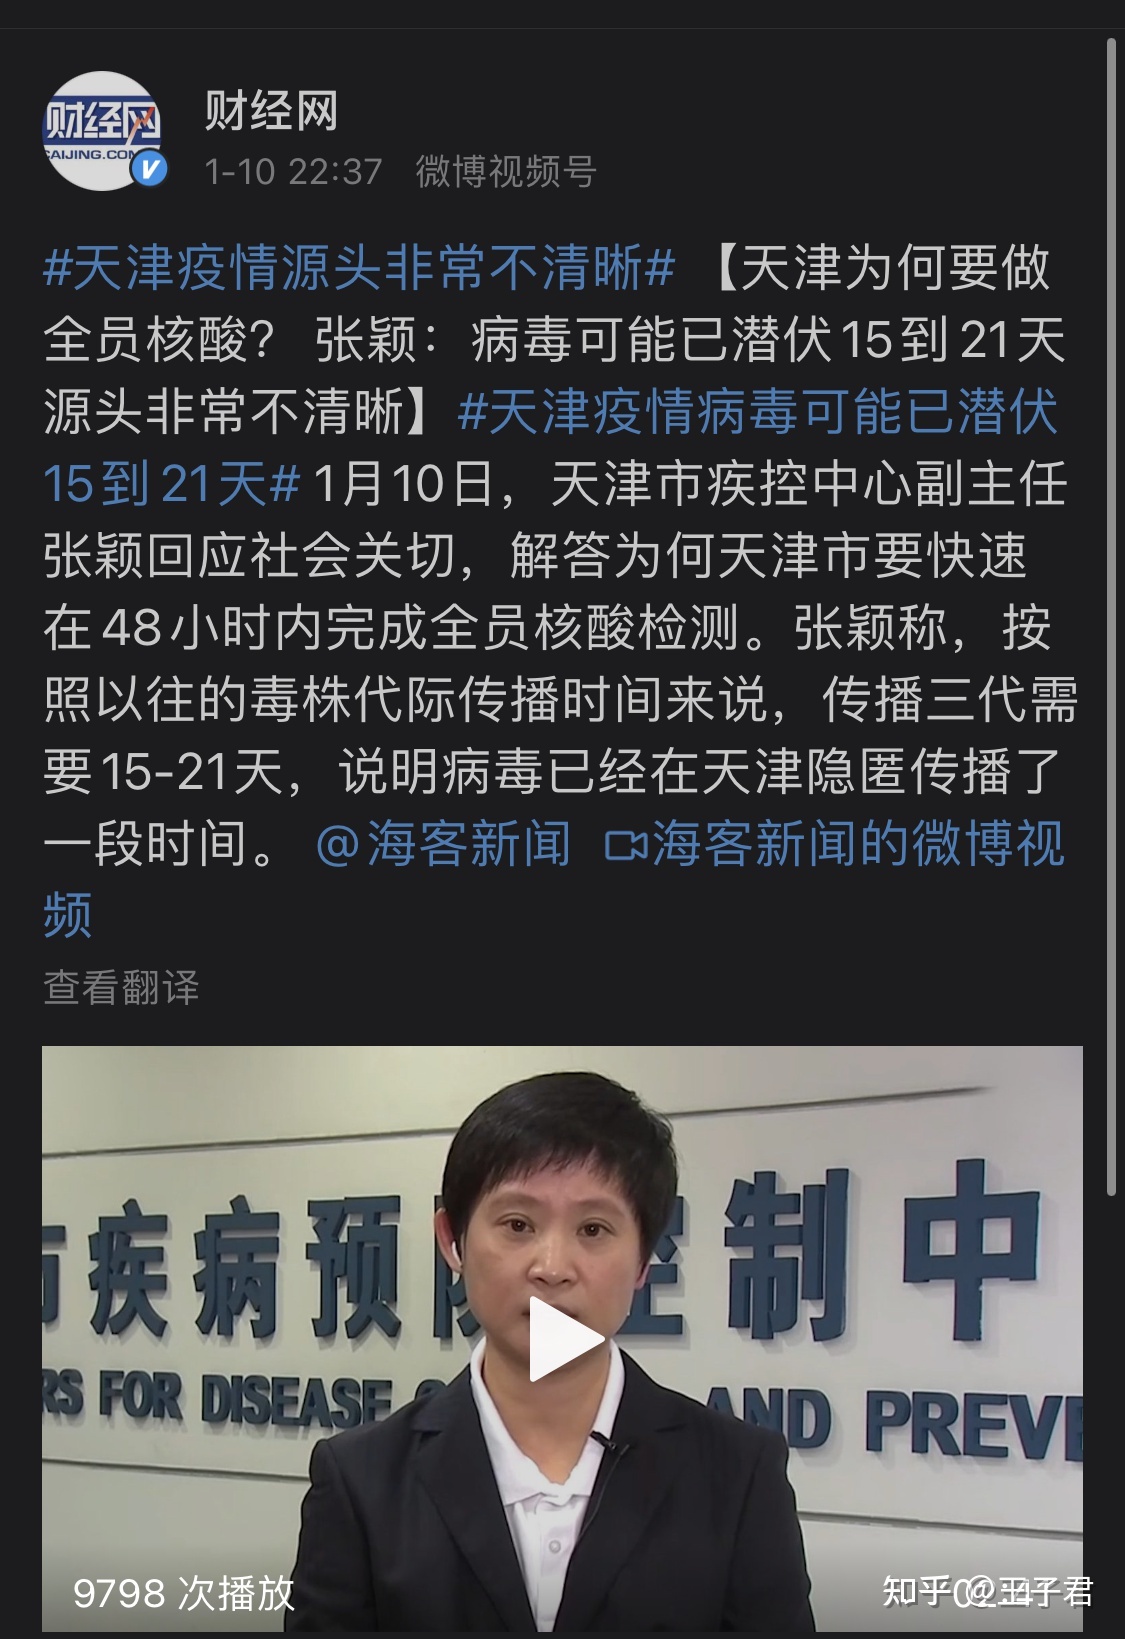 财经网
CAIJING.COM
财经网
1-10 22:37 微博视频号
#天津疫情源头非常不清晰# 【天津为何要做
全员核酸? 张颖：病毒可能已潜伏15到21天
源头非常不清晰】#天津疫情病毒可能已潜伏
15到21天# 1月10日，天津市疾控中心副主任
张颖回应社会关切，解答为何天津市要快速
在48小时内完成全员核酸检测。张颖称，按
照以往的毒株代际传播时间来说，传播三代需
要15-21天，说明病毒已经在天津隐匿传播了
一段时间。 @海客新闻 海客新闻的微博视
频
查看翻译
疾病预 控制中
RS FOR DISEASE AND PREVE
9798 次播放
知乎 @王子君